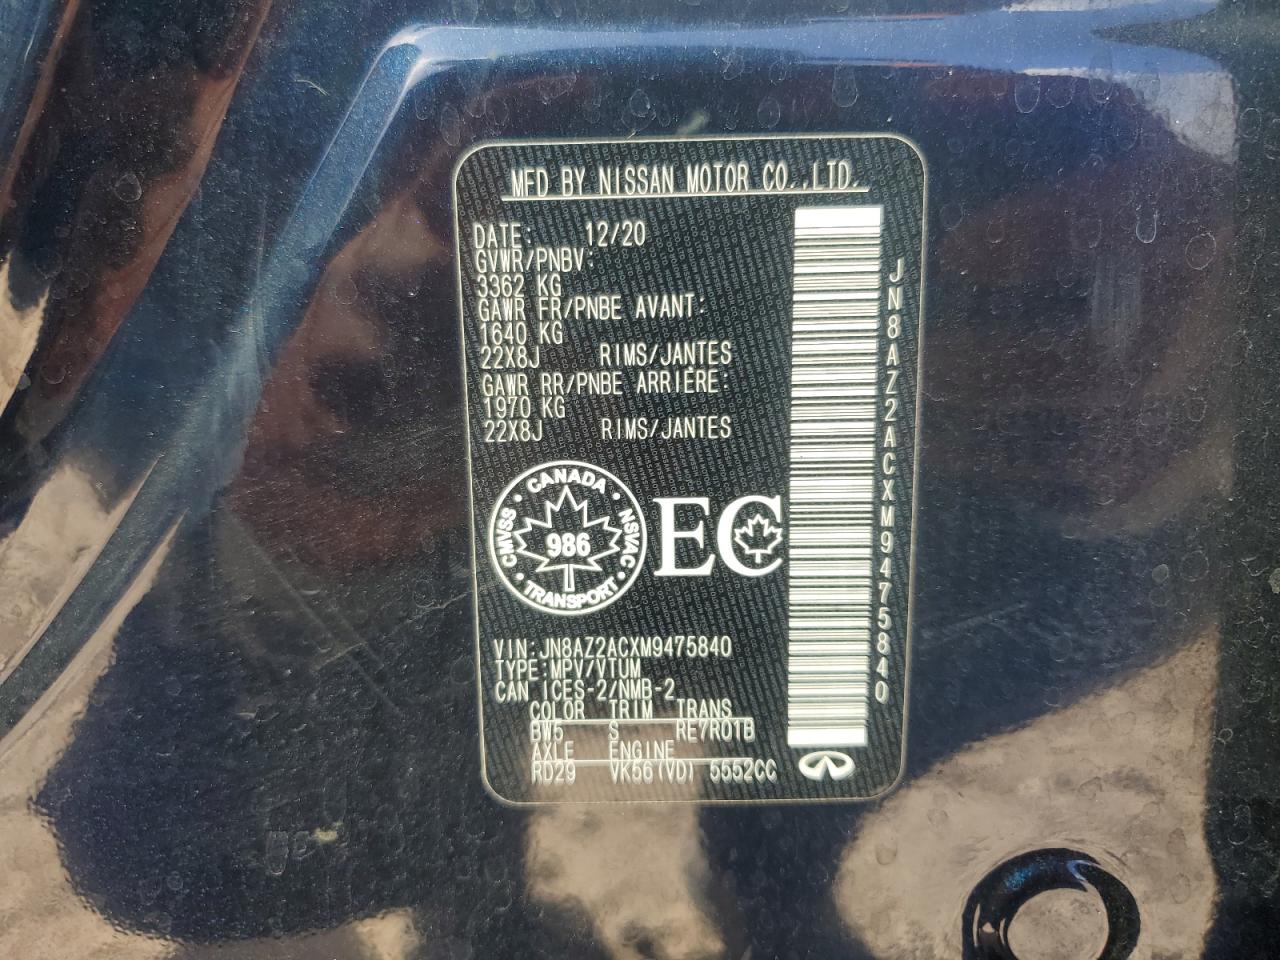 MFD BY NISSAN MOTOR CO.,LTD.
DATE: 12/20
GVWR/PNBV:
3362 KG
GAWR FR/PNBE AVANT:
1640 KG
22X8J RIMS/JANTES
GAWR RR/PNBE ARRIÈRE:
1970 KG
22X8J RIMS/JANTES
CANADA
CMVSS
NSVAC
986
TRANSPORT
EC
VIN:JN8AZ2ACXM9475840
TYPE:MPV/VTUM
CAN ICES-2/NMB-2
COLOR TRIM TRANS
BW5 S RE7R01B
AXLE ENGINE
RD29 VK56(VD) 5552CC
JN8AZ2ACXM9475840